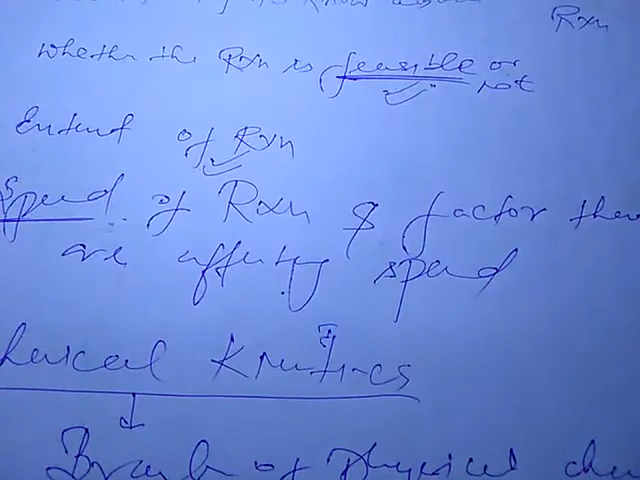 Rxn
Whether the Rxn is feasible or
not
Extend of Rxn
Speed of Rxn & factor that
are affecting speed
Chemical Kinetics
Branch of Physical che